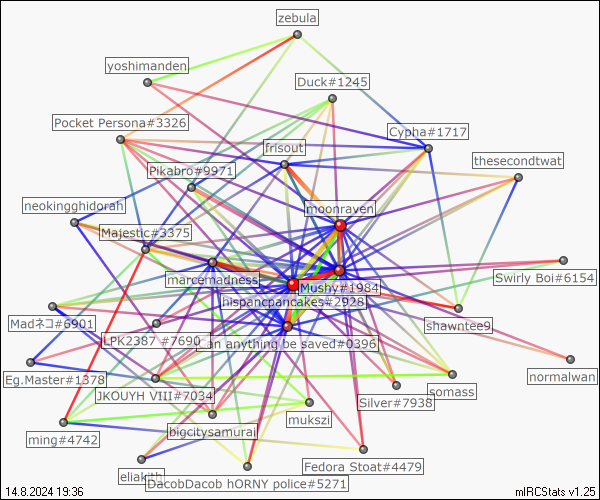 zebula
yoshimanden
Duck#1245
Pocket Persona#3326
Cypha#1717
frisout
thesecondtwat
Pikabro#9971
neokingghidorah
moonraven
Majestic#3375
marcemadness
Swirly Boi#6154
Mushy#1984
hispancpancakes#2928
Madネコ#6901
shawntee9
LPK2387 #7690
Can anything be saved#0396
Eg.Master#1378
normalwan
JKOUYH VIII#7034
somass
Silver#7938
mukszi
bigcitysamurai
ming#4742
Fedora Stoat#4479
eliakith
DacobDacob hORNY police#5271
14.8.2024 19:36
mIRCStats v1.25